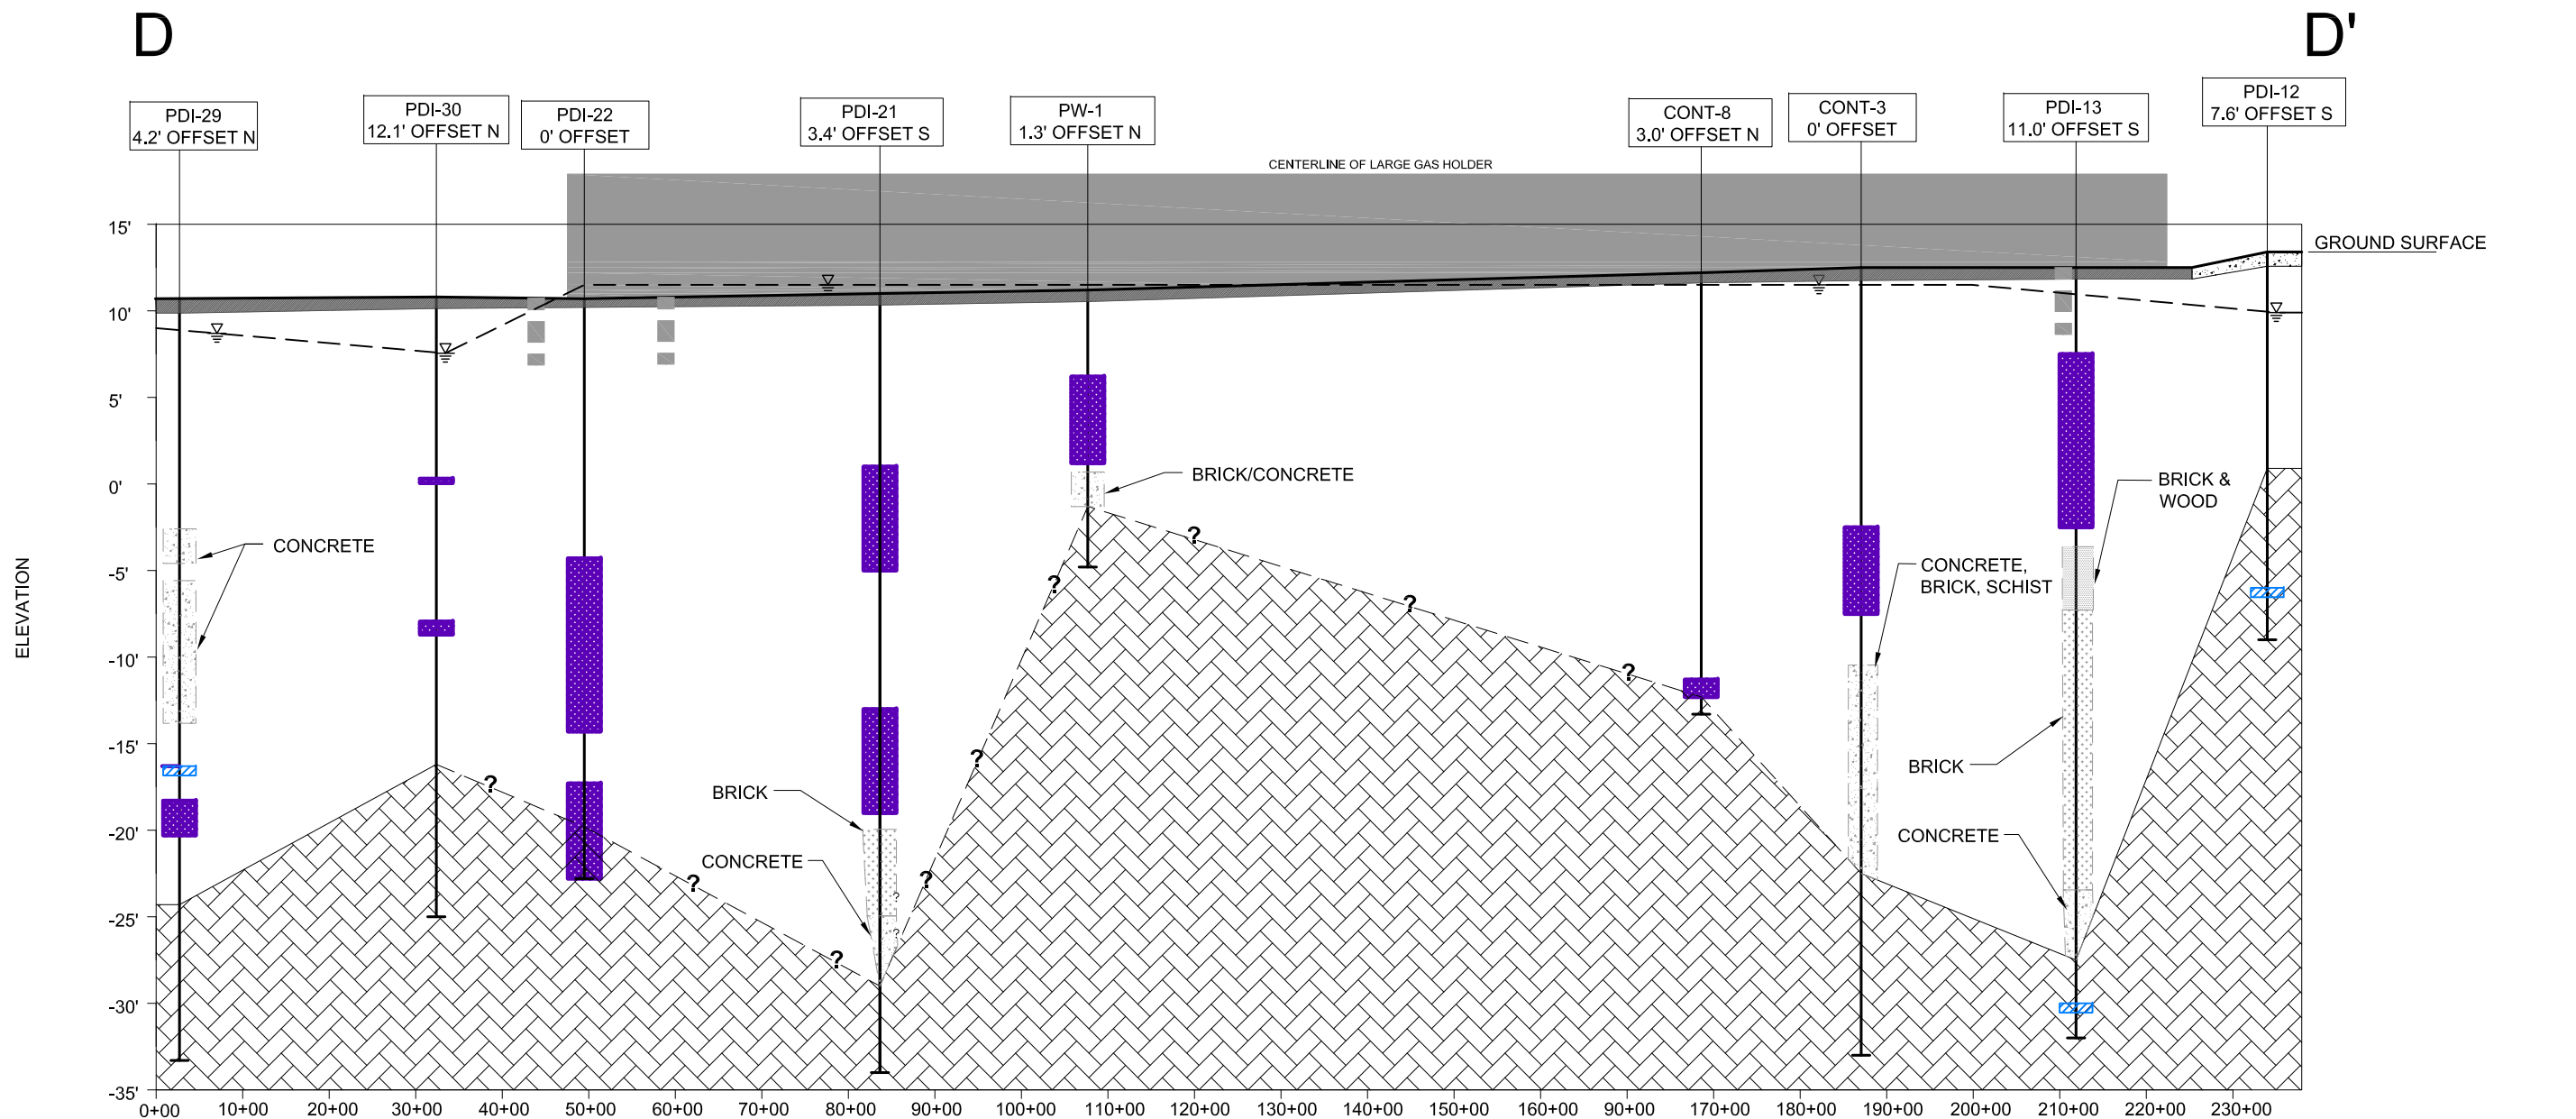 D
D'
PDI-29
4.2' OFFSET N
PDI-30
12.1' OFFSET N
PDI-22
0' OFFSET
PDI-21
3.4' OFFSET S
PW-1
1.3' OFFSET N
CONT-8
3.0' OFFSET N
CONT-3
0' OFFSET
PDI-13
11.0' OFFSET S
PDI-12
7.6' OFFSET S
CENTERLINE OF LARGE GAS HOLDER
GROUND SURFACE
ELEVATION
15'
10'
5'
0'
-5'
-10'
-15'
-20'
-25'
-30'
-35'
CONCRETE
BRICK/CONCRETE
BRICK &
WOOD
CONCRETE,
BRICK, SCHIST
BRICK
CONCRETE
BRICK
CONCRETE
?
?
?
?
?
?
?
?
?
?
?
?
0+00
10+00
20+00
30+00
40+00
50+00
60+00
70+00
80+00
90+00
100+00
110+00
120+00
130+00
140+00
150+00
160+00
90+00
170+00
180+00
190+00
200+00
210+00
220+00
230+00